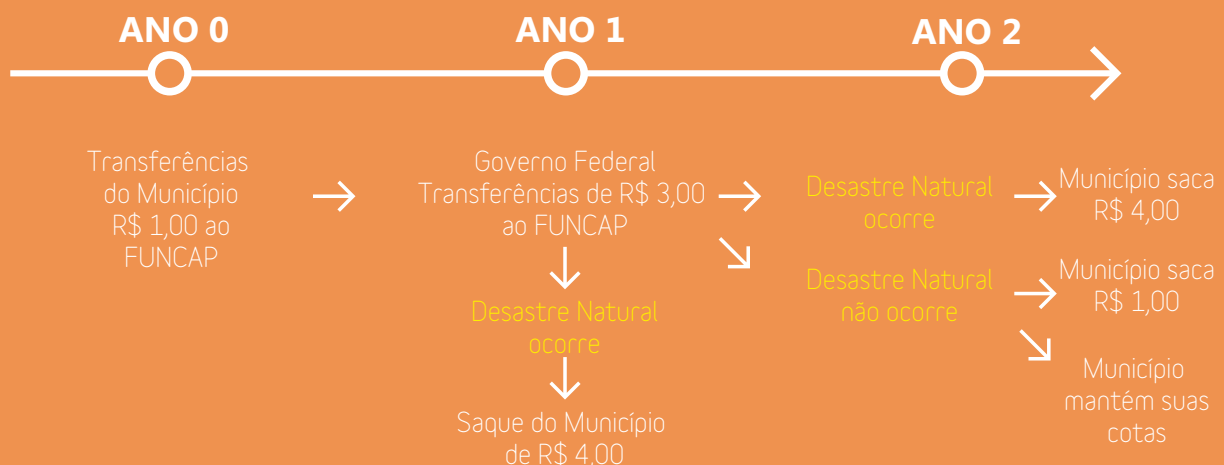 ANO 0
ANO 1
ANO 2
Transferências
do Município
R$ 1,00 ao
FUNCAP
Governo Federal
Transferências de R$ 3,00
ao FUNCAP
Desastre Natural
ocorre
Saque do Município
de R$ 4,00
Desastre Natural
ocorre
Município saca
R$ 4,00
Desastre Natural
não ocorre
Município saca
R$ 1,00
Município
mantém suas
cotas